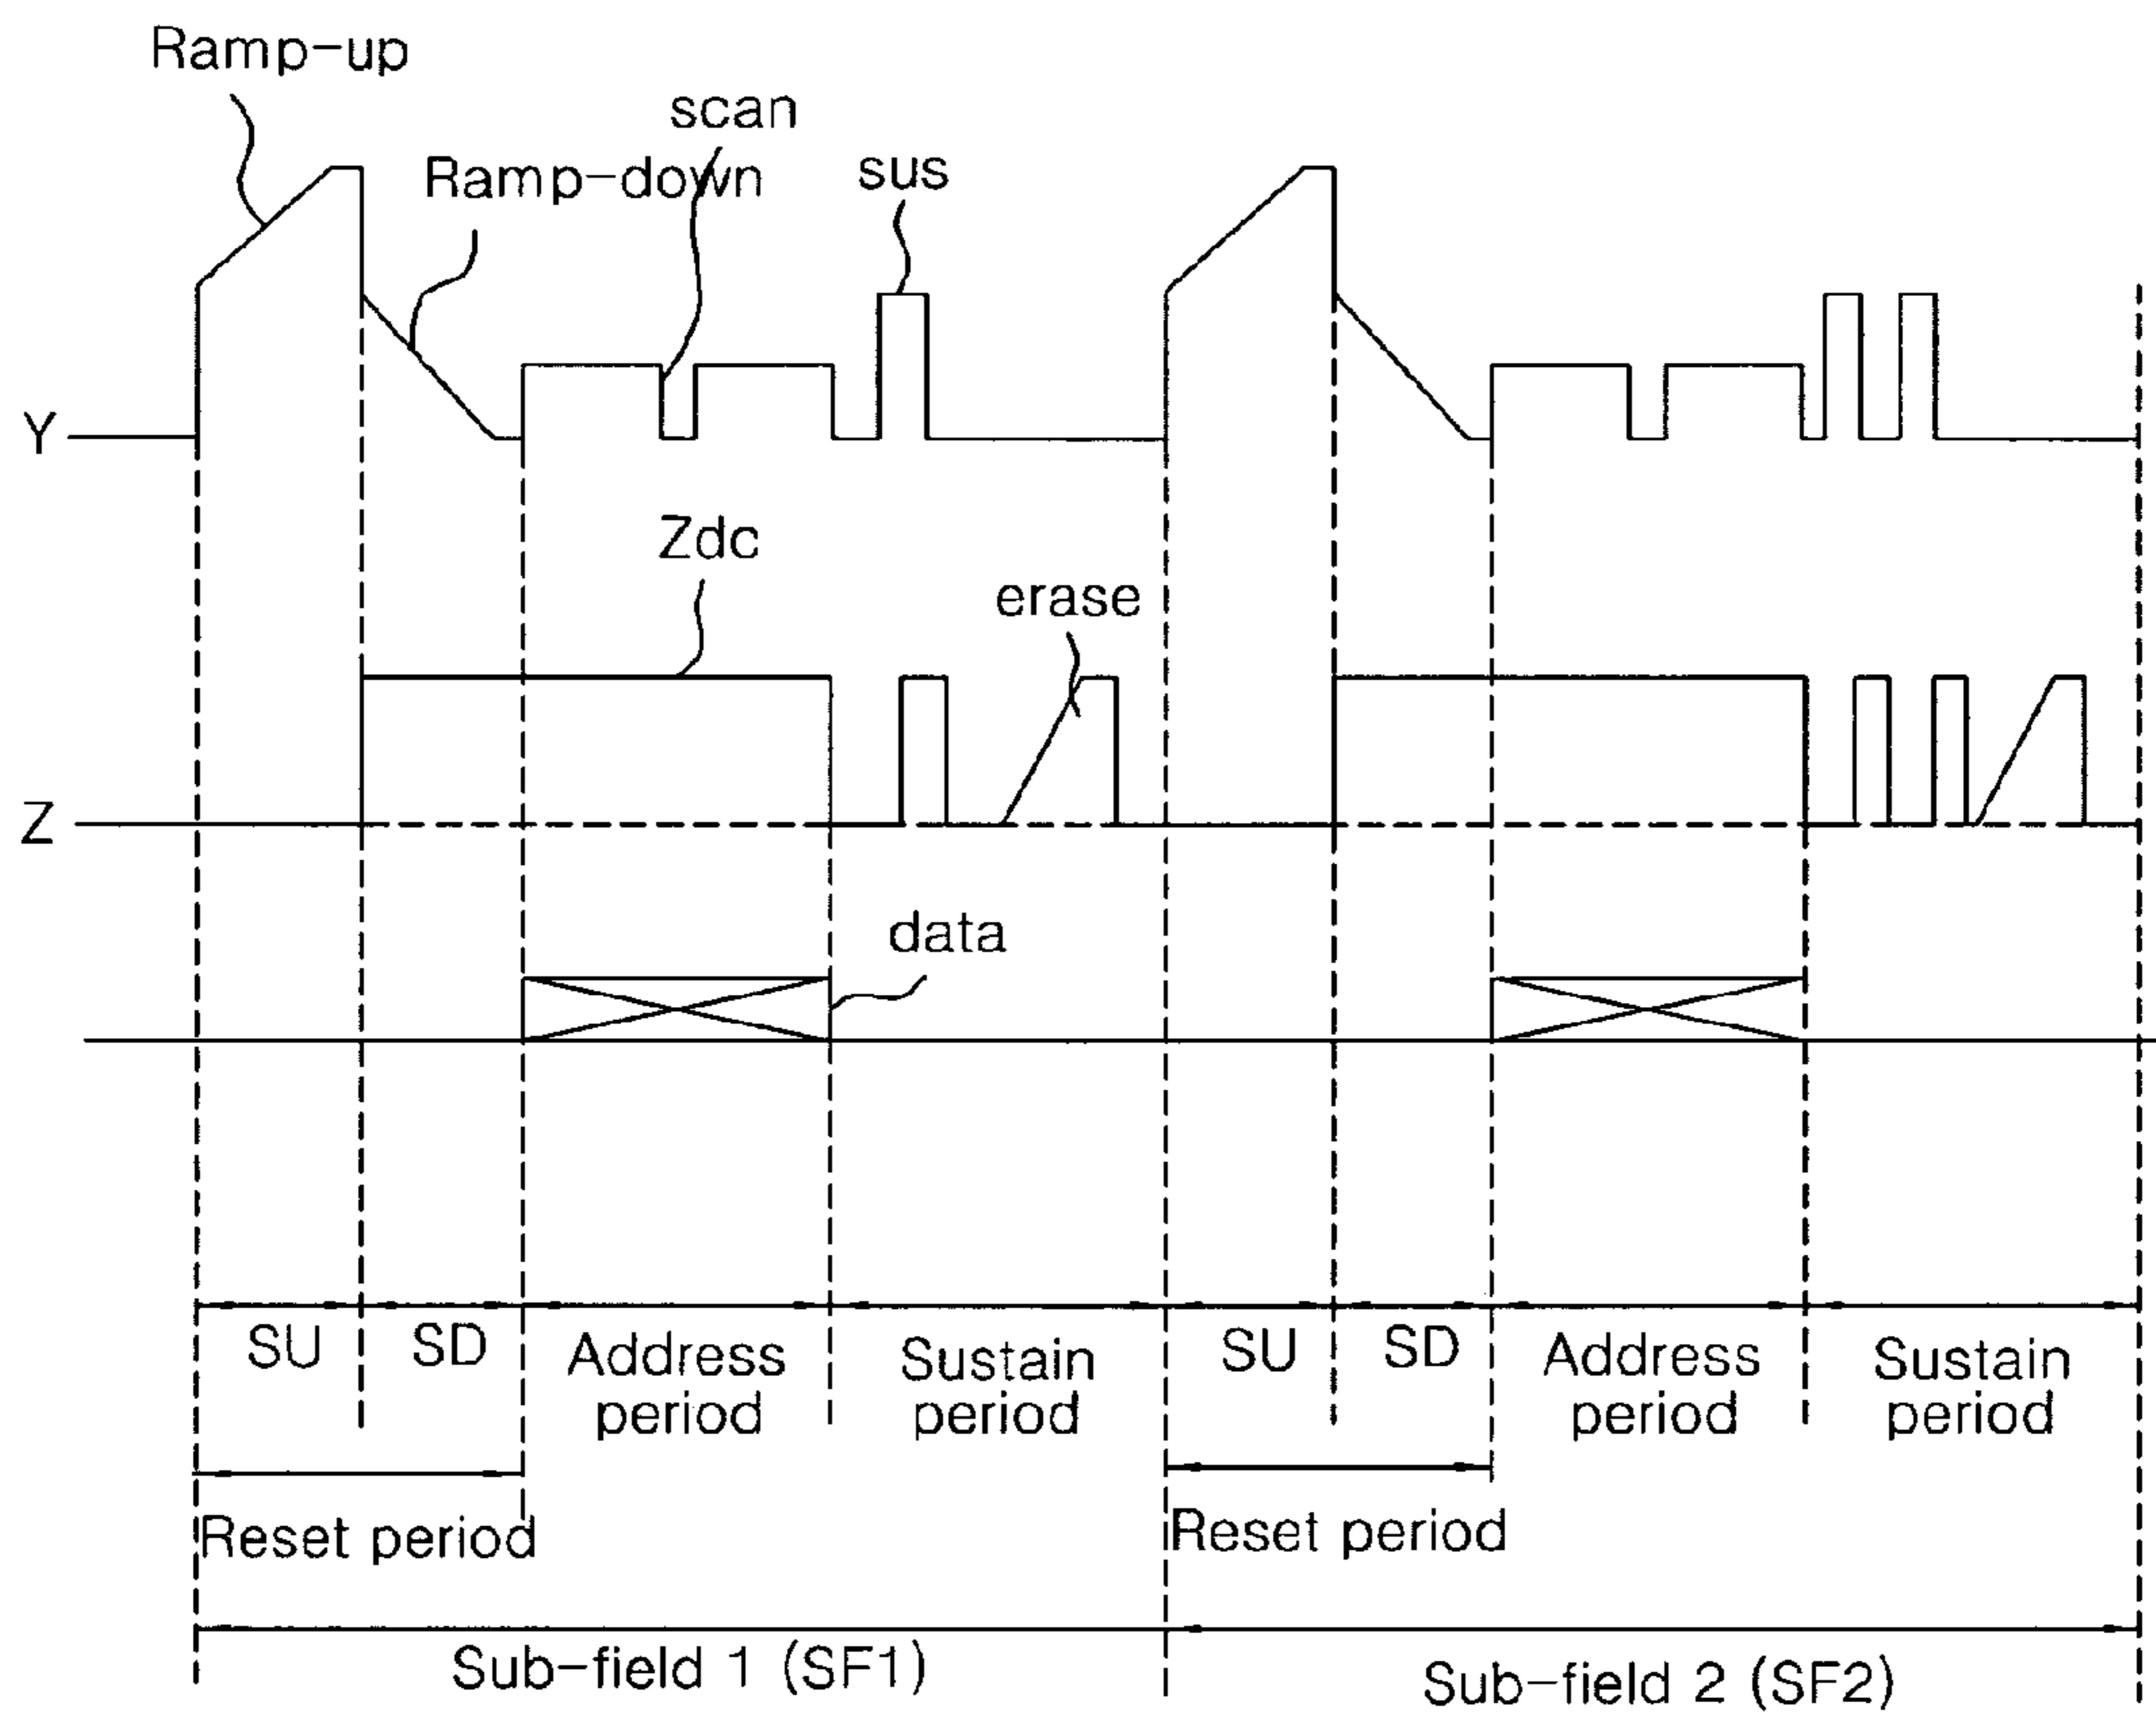 Ramp-up
scan
Ramp-down
sus
Y
Zdc
erase
Z
data
SU
SD
Address
period
Sustain
period
SU
SD
Address
period
Sustain
period
Reset period
Reset period
Sub-field 1 (SF1)
Sub-field 2 (SF2)